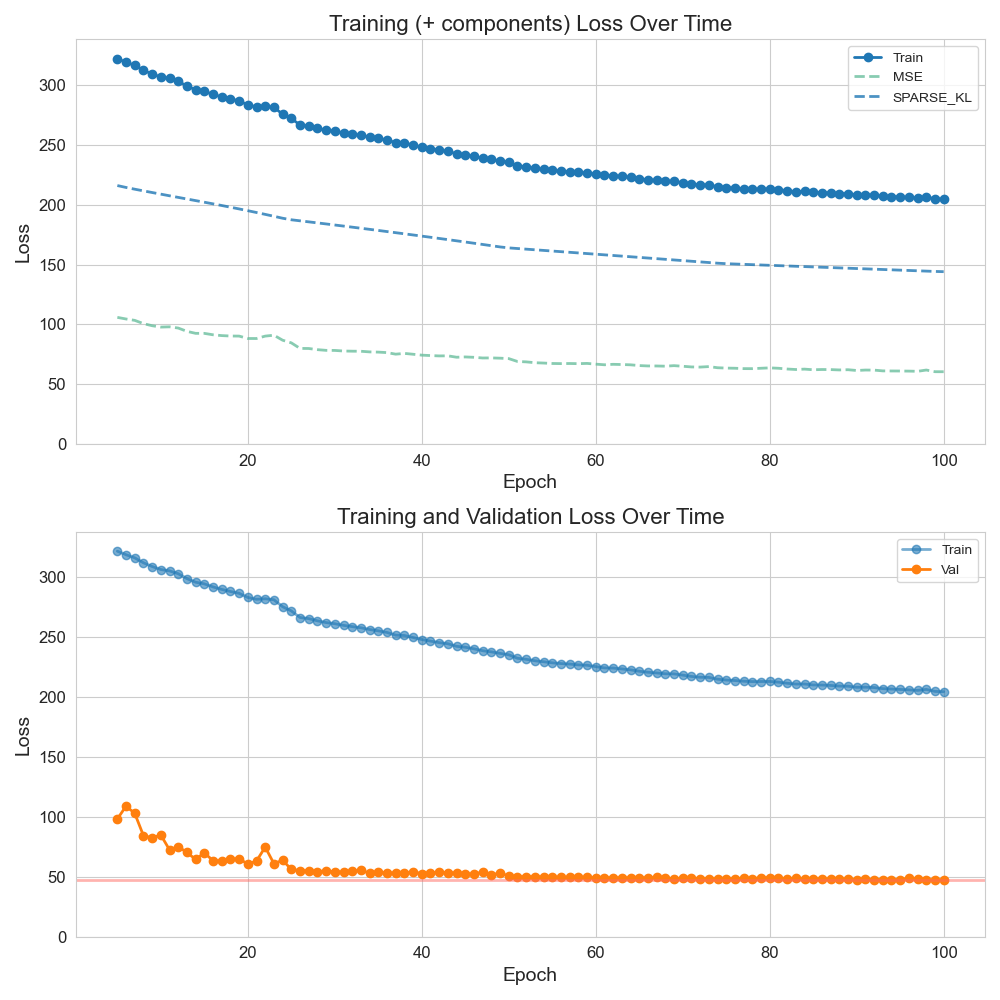 Training (+ components) Loss Over Time
Loss
300
250
200
150
100
50
0
Train
MSE
SPARSE_KL
20
40
60
80
100
Epoch
Training and Validation Loss Over Time
Loss
300
250
200
150
100
50
0
Train
Val
20
40
60
80
100
Epoch